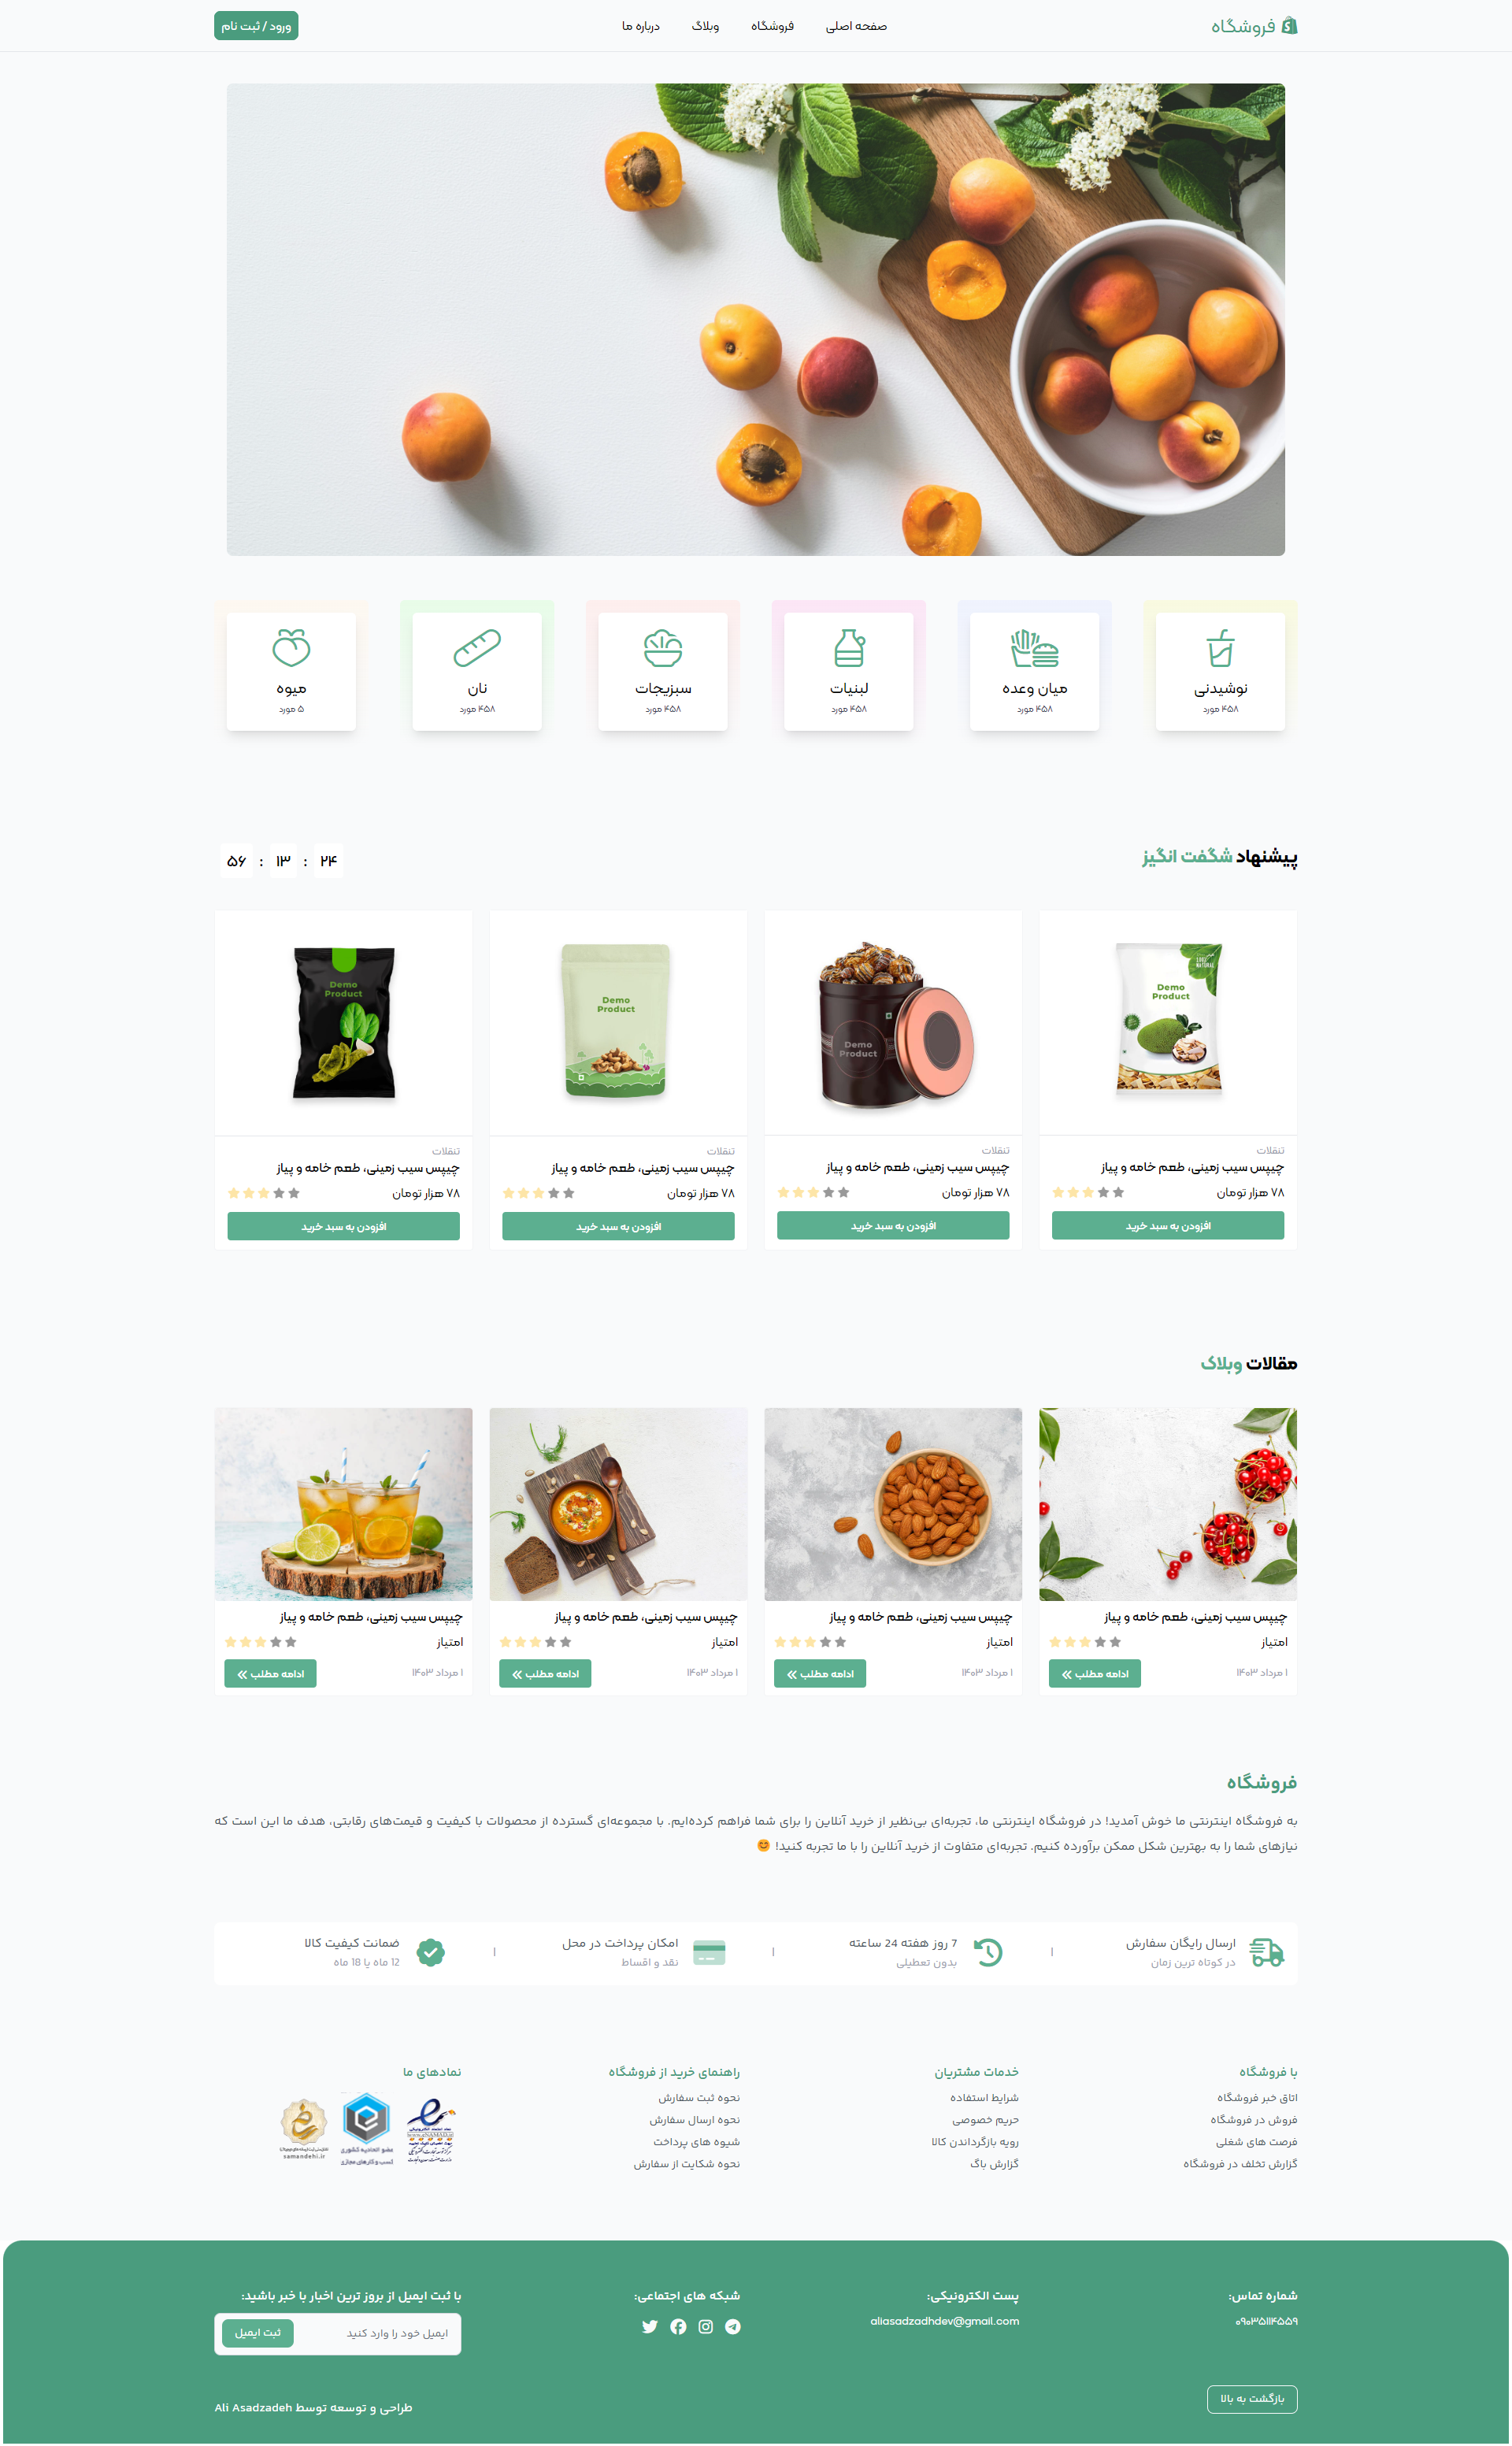 فروشگاه
صفحه اصلی
فروشگاه
وبلاگ
درباره ما
ورود / ثبت نام
نوشیدنی
۴۵۸ مورد
میان وعده
۴۵۸ مورد
لبنیات
۴۵۸ مورد
سبزیجات
۴۵۸ مورد
نان
۴۵۸ مورد
میوه
۵ مورد
پیشنهاد شگفت انگیز
۲۴ : ۱۳ : ۵۶
100% NATURAL
Demo
Product
تنقلات
چیپس سیب زمینی، طعم خامه و پیاز
۷۸ هزار تومان
افزودن به سبد خرید
Demo
Product
تنقلات
چیپس سیب زمینی، طعم خامه و پیاز
۷۸ هزار تومان
افزودن به سبد خرید
Demo
Product
تنقلات
چیپس سیب زمینی، طعم خامه و پیاز
۷۸ هزار تومان
افزودن به سبد خرید
Demo
Product
تنقلات
چیپس سیب زمینی، طعم خامه و پیاز
۷۸ هزار تومان
افزودن به سبد خرید
مقالات وبلاگ
چیپس سیب زمینی، طعم خامه و پیاز
امتیاز
۱ مرداد ۱۴۰۳
ادامه مطلب
چیپس سیب زمینی، طعم خامه و پیاز
امتیاز
۱ مرداد ۱۴۰۳
ادامه مطلب
چیپس سیب زمینی، طعم خامه و پیاز
امتیاز
۱ مرداد ۱۴۰۳
ادامه مطلب
چیپس سیب زمینی، طعم خامه و پیاز
امتیاز
۱ مرداد ۱۴۰۳
ادامه مطلب
فروشگاه
به فروشگاه اینترنتی ما خوش آمدید! در فروشگاه اینترنتی ما، تجربه‌ای بی‌نظیر از خرید آنلاین را برای شما فراهم کرده‌ایم. با مجموعه‌ای گسترده از محصولات با کیفیت و قیمت‌های رقابتی، هدف ما این است که
نیازهای شما را به بهترین شکل ممکن برآورده کنیم. تجربه‌ای متفاوت از خرید آنلاین را با ما تجربه کنید! 😊
ارسال رایگان سفارش
در کوتاه ترین زمان
|
7 روز هفته 24 ساعته
بدون تعطیلی
|
امکان پرداخت در محل
نقد و اقساط
|
ضمانت کیفیت کالا
12 ماه یا 18 ماه
با فروشگاه
اتاق خبر فروشگاه
فروش در فروشگاه
فرصت های شغلی
گزارش تخلف در فروشگاه
خدمات مشتریان
شرایط استفاده
حریم خصوصی
رویه بازگرداندن کالا
گزارش باگ
راهنمای خرید از فروشگاه
نحوه ثبت سفارش
نحوه ارسال سفارش
شیوه های پرداخت
نحوه شکایت از سفارش
نمادهای ما
عضو اتحادیه کشوری
کسب و کارهای مجازی
samandehi.ir
شماره تماس:
۰۹۰۳۵۱۱۴۵۵۹
پست الکترونیکی:
aliasadzadhdev@gmail.com
شبکه های اجتماعی:
با ثبت ایمیل از بروز ترین اخبار با خبر باشید:
ایمیل خود را وارد کنید
ثبت ایمیل
بازگشت به بالا
طراحی و توسعه توسط Ali Asadzadeh